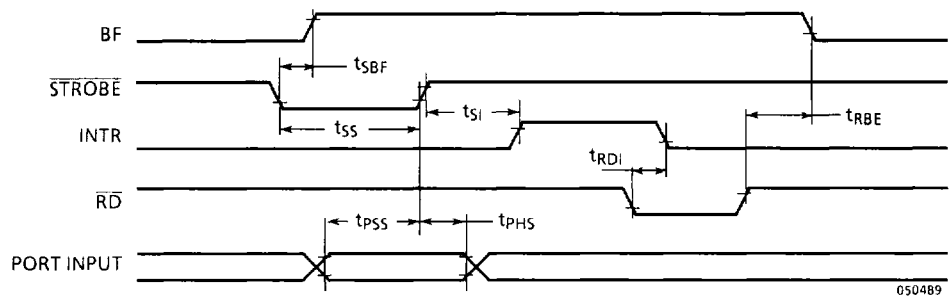 BF
tSBF
STROBE
tSS
tSI
tRBE
INTR
tRDI
RD
tPSS
tPHS
PORT INPUT
050489